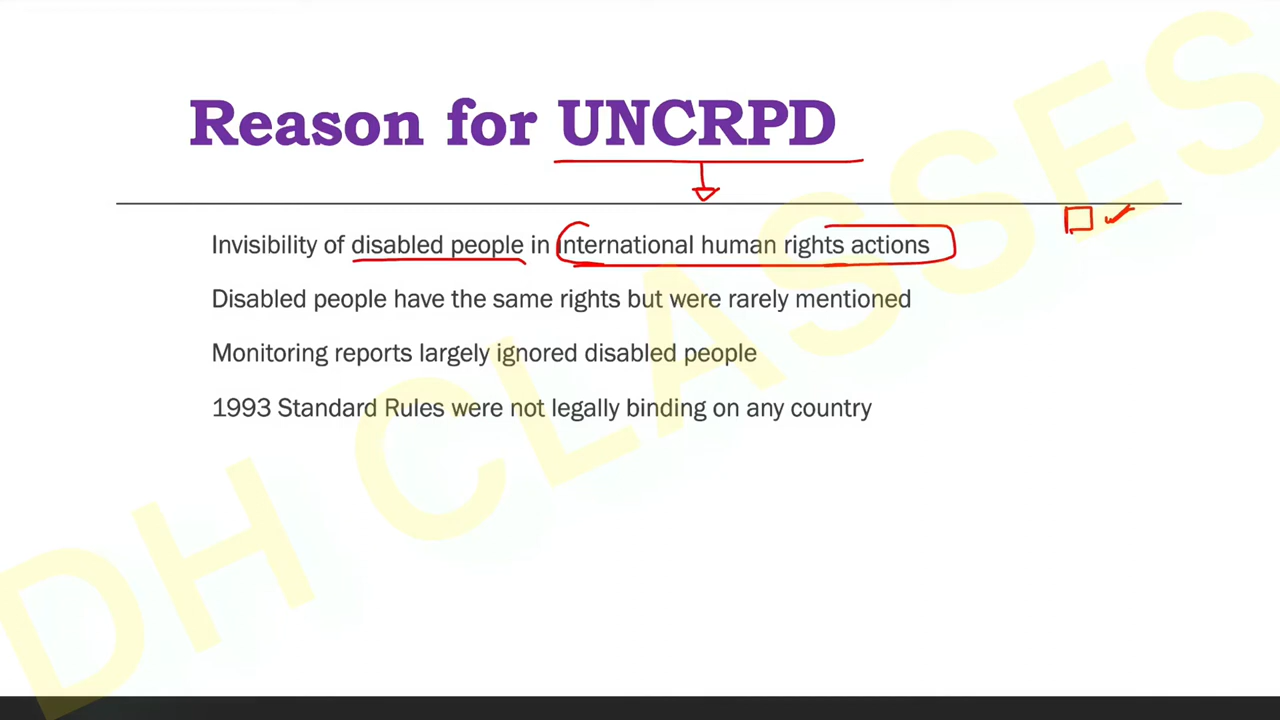 Reason for UNCRPD
Invisibility of disabled people in international human rights actions
Disabled people have the same rights but were rarely mentioned
Monitoring reports largely ignored disabled people
1993 Standard Rules were not legally binding on any country
DH CLASSES